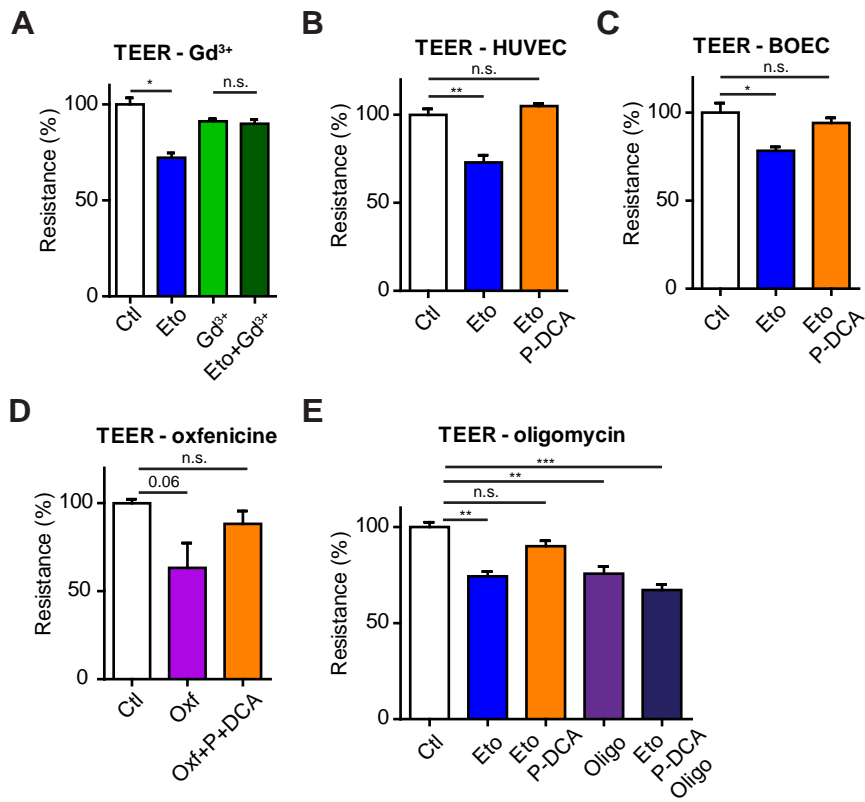 A
TEER - Gd³⁺
Resistance (%)
100
50
0
*
n.s.
Ctl
Eto
Gd³⁺
Eto+Gd³⁺
B
TEER - HUVEC
Resistance (%)
100
50
0
n.s.
**
Ctl
Eto
Eto
P-DCA
C
TEER - BOEC
Resistance (%)
100
50
0
n.s.
*
Ctl
Eto
Eto
P-DCA
D
TEER - oxfenicine
Resistance (%)
100
50
0
n.s.
0.06
Ctl
Oxf
Oxf+P+DCA
E
TEER - oligomycin
Resistance (%)
100
50
0
***
**
n.s.
**
Ctl
Eto
Eto
P-DCA
Oligo
Eto
P-DCA
Oligo